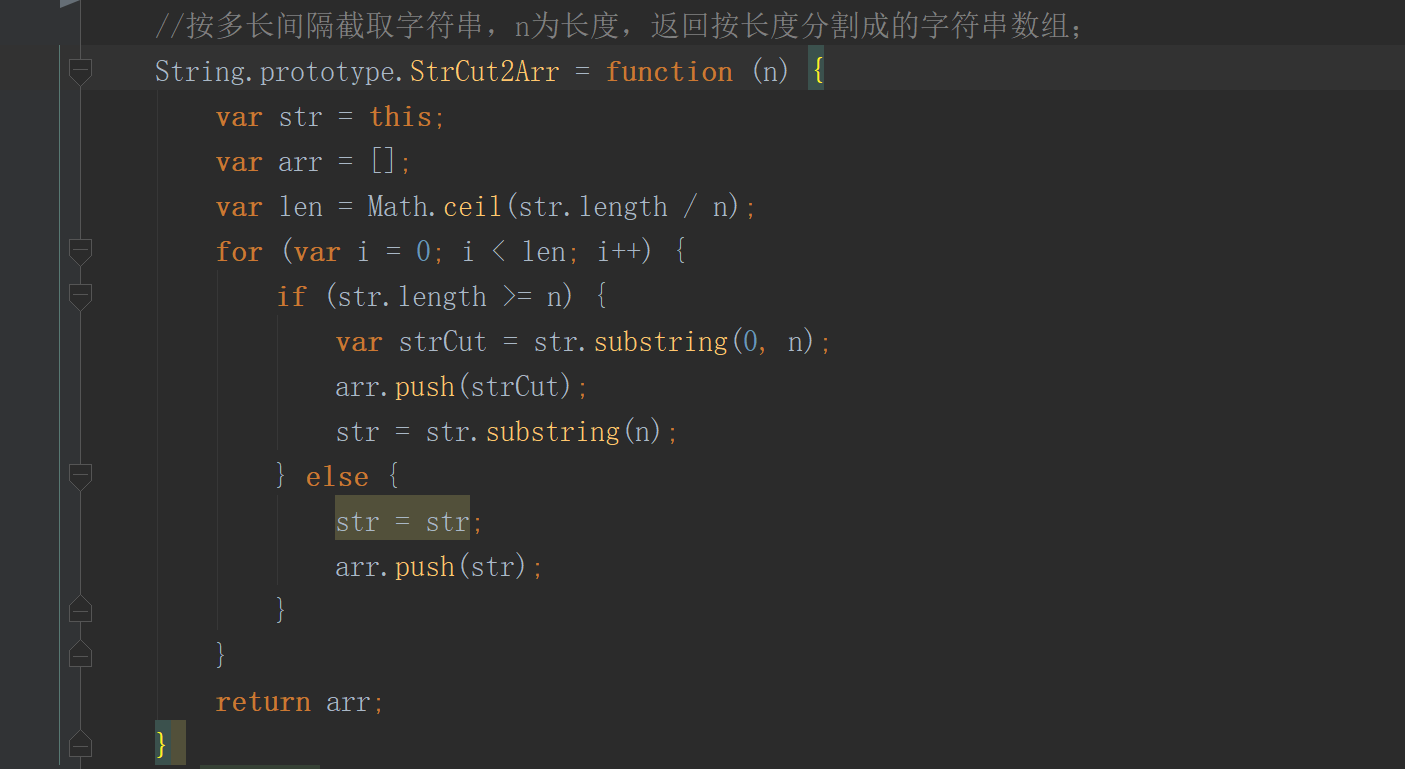 //按多长间隔截取字符串，n为长度，返回按长度分割成的字符串数组；
String.prototype.StrCut2Arr = function (n) {
var str = this;
var arr = [];
var len = Math.ceil(str.length / n);
for (var i = 0; i < len; i++) {
if (str.length >= n) {
var strCut = str.substring(0, n);
arr.push(strCut);
str = str.substring(n);
} else {
str = str;
arr.push(str);
}
}
return arr;
}